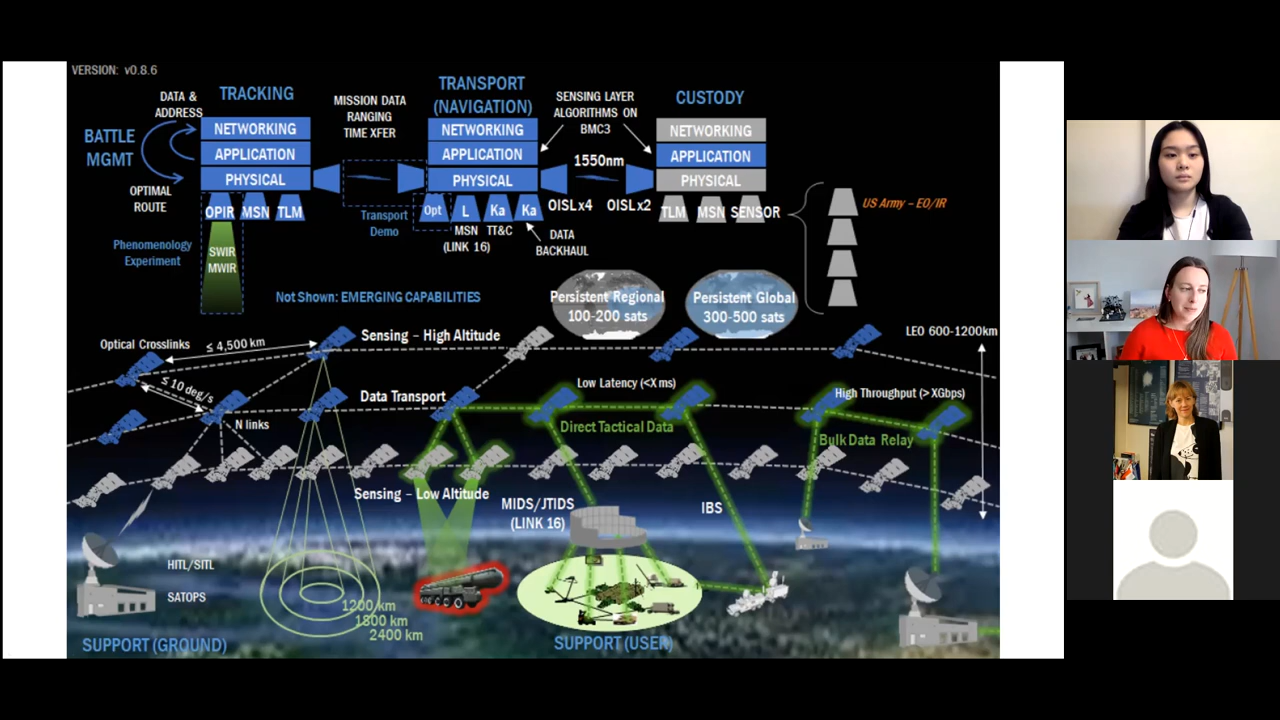 VERSION: v0.8.6
DATA &
ADDRESS
TRACKING
MISSION DATA
RANGING
TIME XFER
TRANSPORT
(NAVIGATION)
SENSING LAYER
ALGORITHMS ON
BMC3
CUSTODY
BATTLE
MGMT
NETWORKING
APPLICATION
PHYSICAL
NETWORKING
APPLICATION
PHYSICAL
1550nm
NETWORKING
APPLICATION
PHYSICAL
OPTIMAL
ROUTE
OPIR
MSN
TLM
Transport
Demo
Opt
L
Ka
Ka
OISLx4
OISLx2
TLM
MSN
SENSOR
US Army – EO/IR
MSN
(LINK 16)
TT&C
DATA
BACKHAUL
Phenomenology
Experiment
SWIR
MWIR
Not Shown: EMERGING CAPABILITIES
Persistent Regional
100-200 sats
Persistent Global
300-500 sats
Optical Crosslinks
≤ 4,500 km
Sensing – High Altitude
LEO 600-1200km
≤ 10 deg/s
N links
Data Transport
Low Latency (<X ms)
High Throughput (> XGbps)
Direct Tactical Data
Bulk Data Relay
Sensing – Low Altitude
MIDS/JTIDS
(LINK 16)
IBS
HITL/SITL
SATOPS
1200 km
1800 km
2400 km
SUPPORT (GROUND)
SUPPORT (USER)